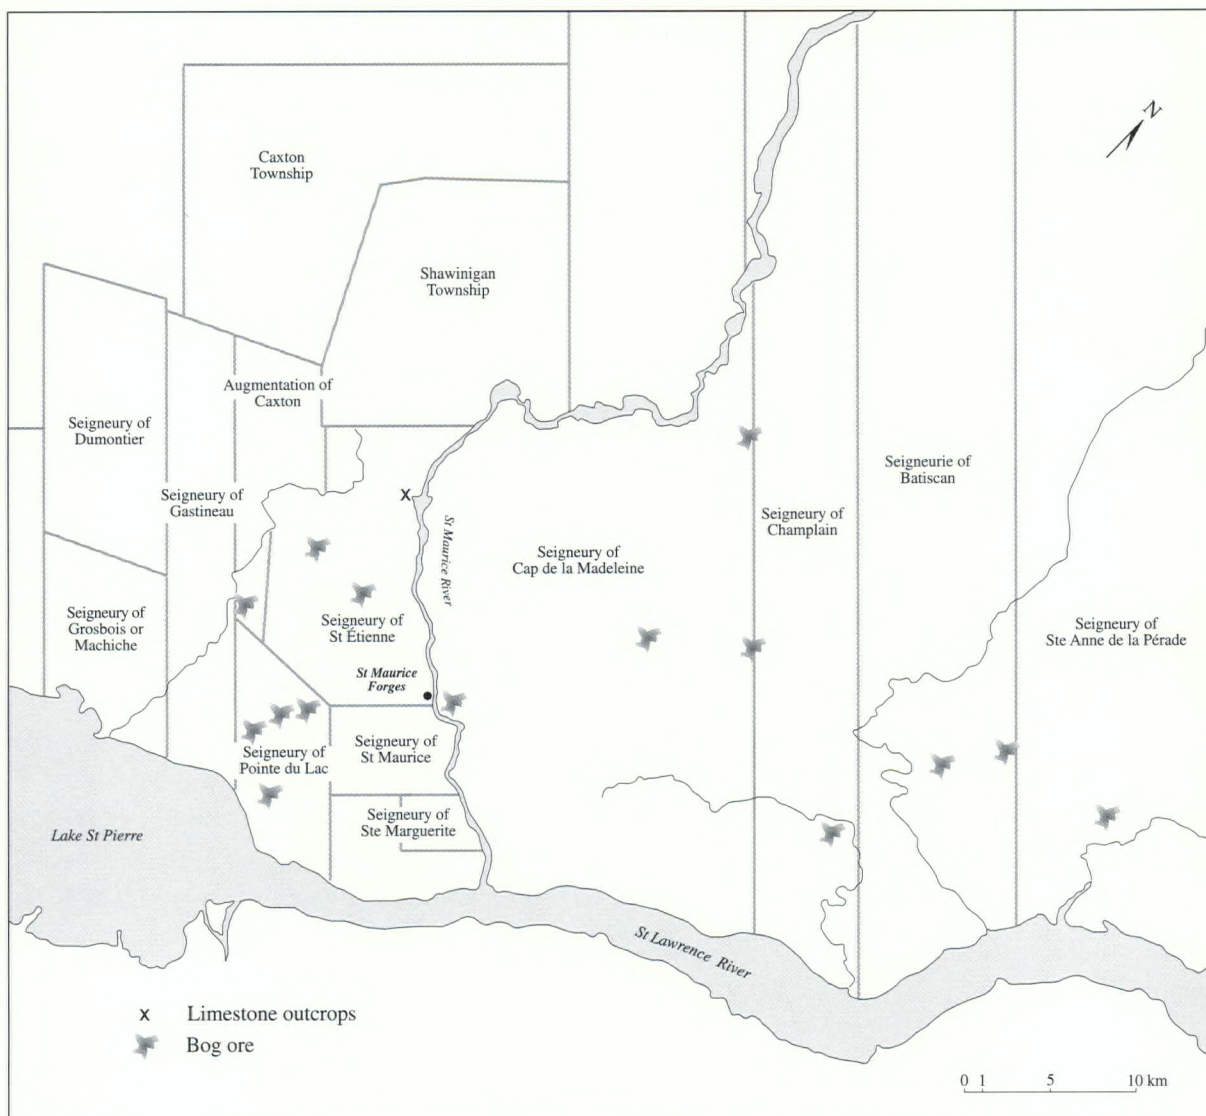 N
Caxton
Township
Shawinigan
Township
Augmentation of
Caxton
Seigneury of
Dumontier
Seigneury of
Gastineau
Seigneurie of
Batiscan
Seigneury of
Champlain
X
St Maurice River
Seigneury of
Cap de la Madeleine
Seigneury of
Grosbois or
Machiche
Seigneury of
St Étienne
Seigneury of
Ste Anne de la Pérade
St Maurice
Forges
Seigneury of
St Maurice
Seigneury of
Pointe du Lac
Seigneury of
Ste Marguerite
Lake St Pierre
St Lawrence River
x Limestone outcrops
Bog ore
0 1 5 10 km